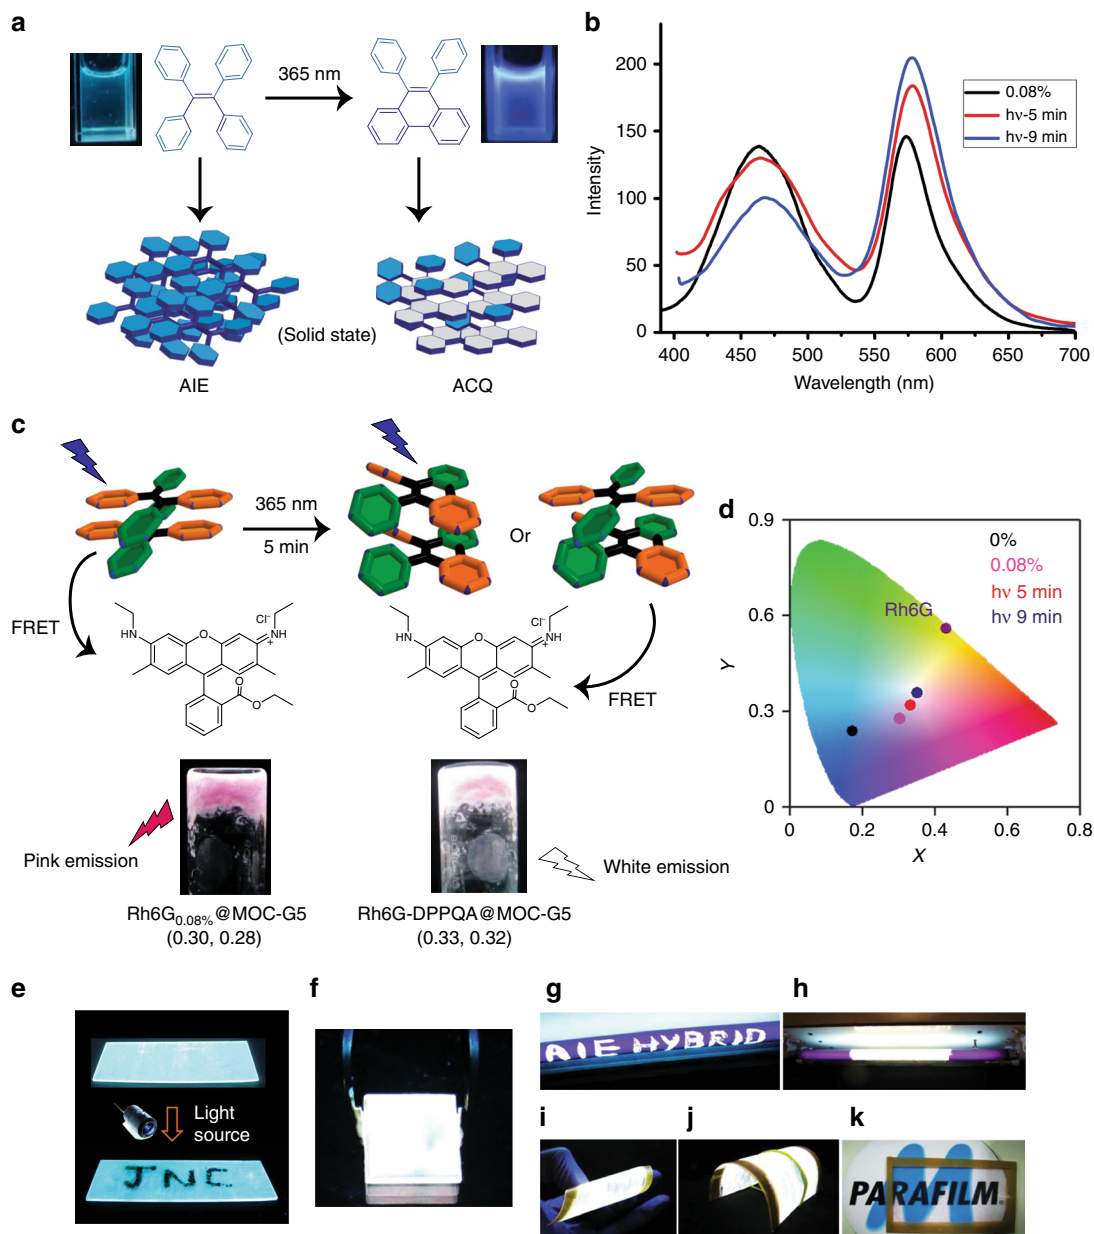 a
365 nm
(Solid state)
AIE
ACQ
b
Intensity
200
150
100
50
0
400
450
500
550
600
650
700
Wavelength (nm)
0.08%
hν-5 min
hν-9 min
c
365 nm
5 min
Or
FRET
HN
O
Cl⁻
NH
+
O
O
HN
O
Cl⁻
NH
+
O
O
FRET
Pink emission
White emission
Rh6G0.08%@MOC-G5
(0.30, 0.28)
Rh6G-DPPQA@MOC-G5
(0.33, 0.32)
d
0.9
0.6
0.3
0
Y
0
0.2
0.4
0.6
0.8
X
0%
0.08%
hν 5 min
hν 9 min
Rh6G
e
Light
source
JNC
f
g
AIE HYBRID
h
i
j
k
PARAFILM